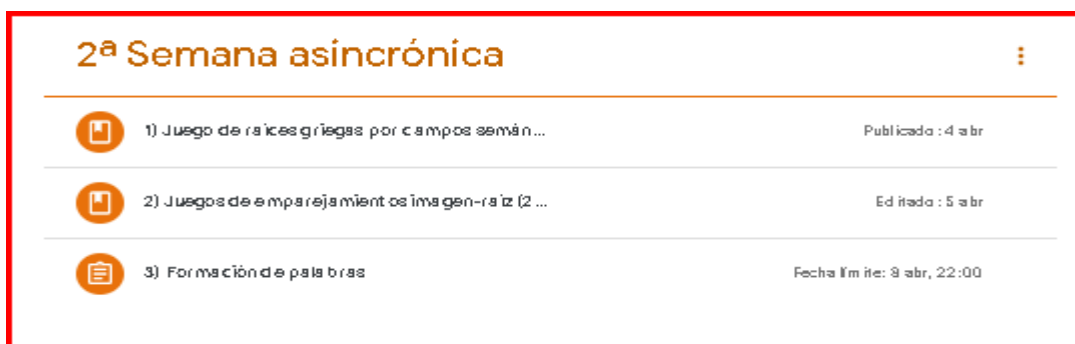 2ª Semana asincrónica
1) Juego de raíces griegas por campos semán...
Publicado: 4 abr
2) Juegos de emparejamientos imagen-raíz (2 ...
Editado: 5 abr
3) Formación de palabras
Fecha límite: 8 abr, 22:00